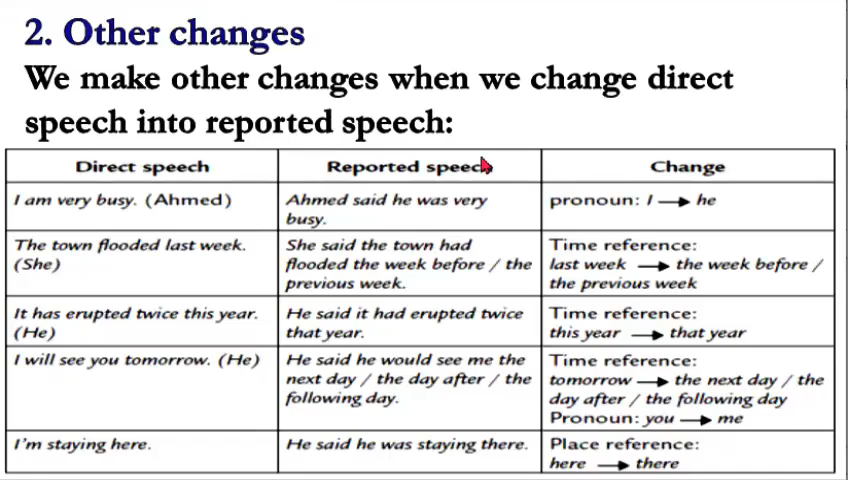 2. Other changes
We make other changes when we change direct
speech into reported speech:
Direct speech
Reported speech
Change
I am very busy. (Ahmed)
Ahmed said he was very
busy.
pronoun: I → he
The town flooded last week.
(She)
She said the town had
flooded the week before / the
previous week.
Time reference:
last week → the week before /
the previous week
It has erupted twice this year.
(He)
He said it had erupted twice
that year.
Time reference:
this year → that year
I will see you tomorrow. (He)
He said he would see me the
next day / the day after / the
following day.
Time reference:
tomorrow → the next day / the
day after / the following day
Pronoun: you → me
I'm staying here.
He said he was staying there.
Place reference:
here → there